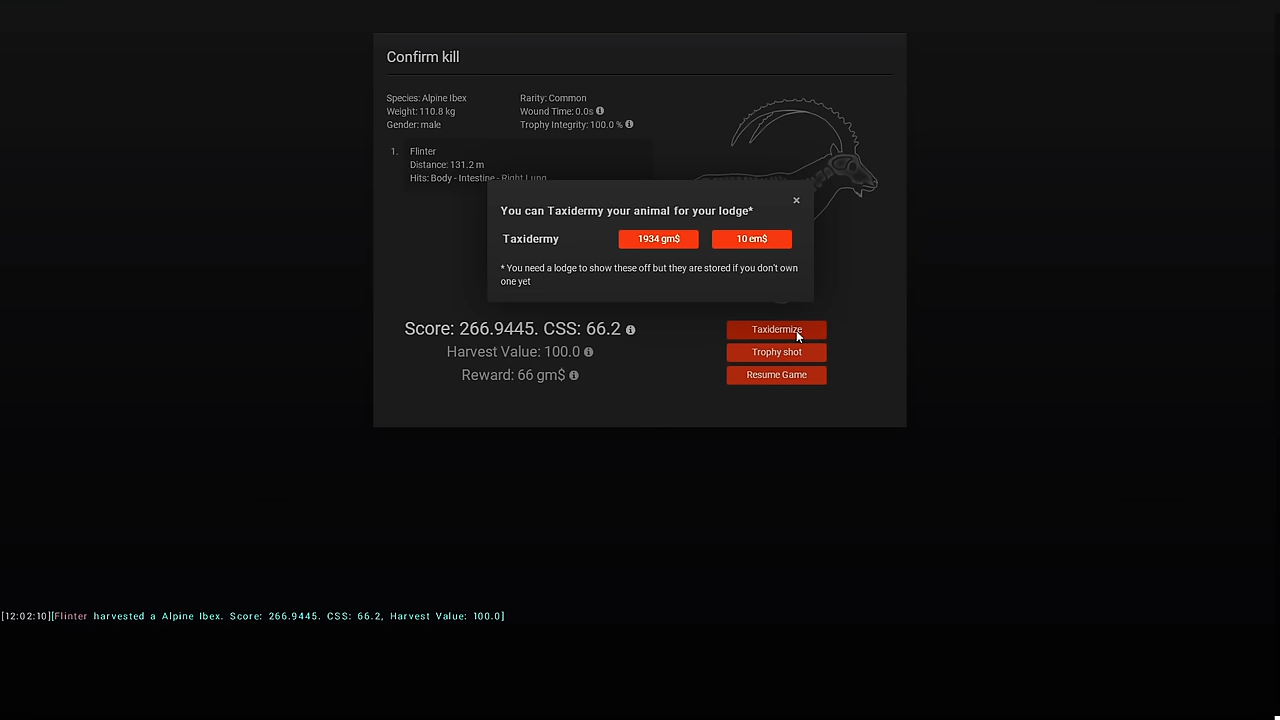 Confirm kill
Species: Alpine Ibex
Rarity: Common
Weight: 110.8 kg
Wound Time: 0.0s
Gender: male
Trophy Integrity: 100.0 %
1. Flinter
Distance: 131.2 m
Hits: Body - Intestine - Right Lung
×
You can Taxidermy your animal for your lodge*
Taxidermy 1934 gm$ 10 em$
* You need a lodge to show these off but they are stored if you don't own
one yet
Score: 266.9445. CSS: 66.2
Harvest Value: 100.0
Reward: 66 gm$
Taxidermize
Trophy shot
Resume Game
[12:02:10][Flinter harvested a Alpine Ibex. Score: 266.9445. CSS: 66.2, Harvest Value: 100.0]